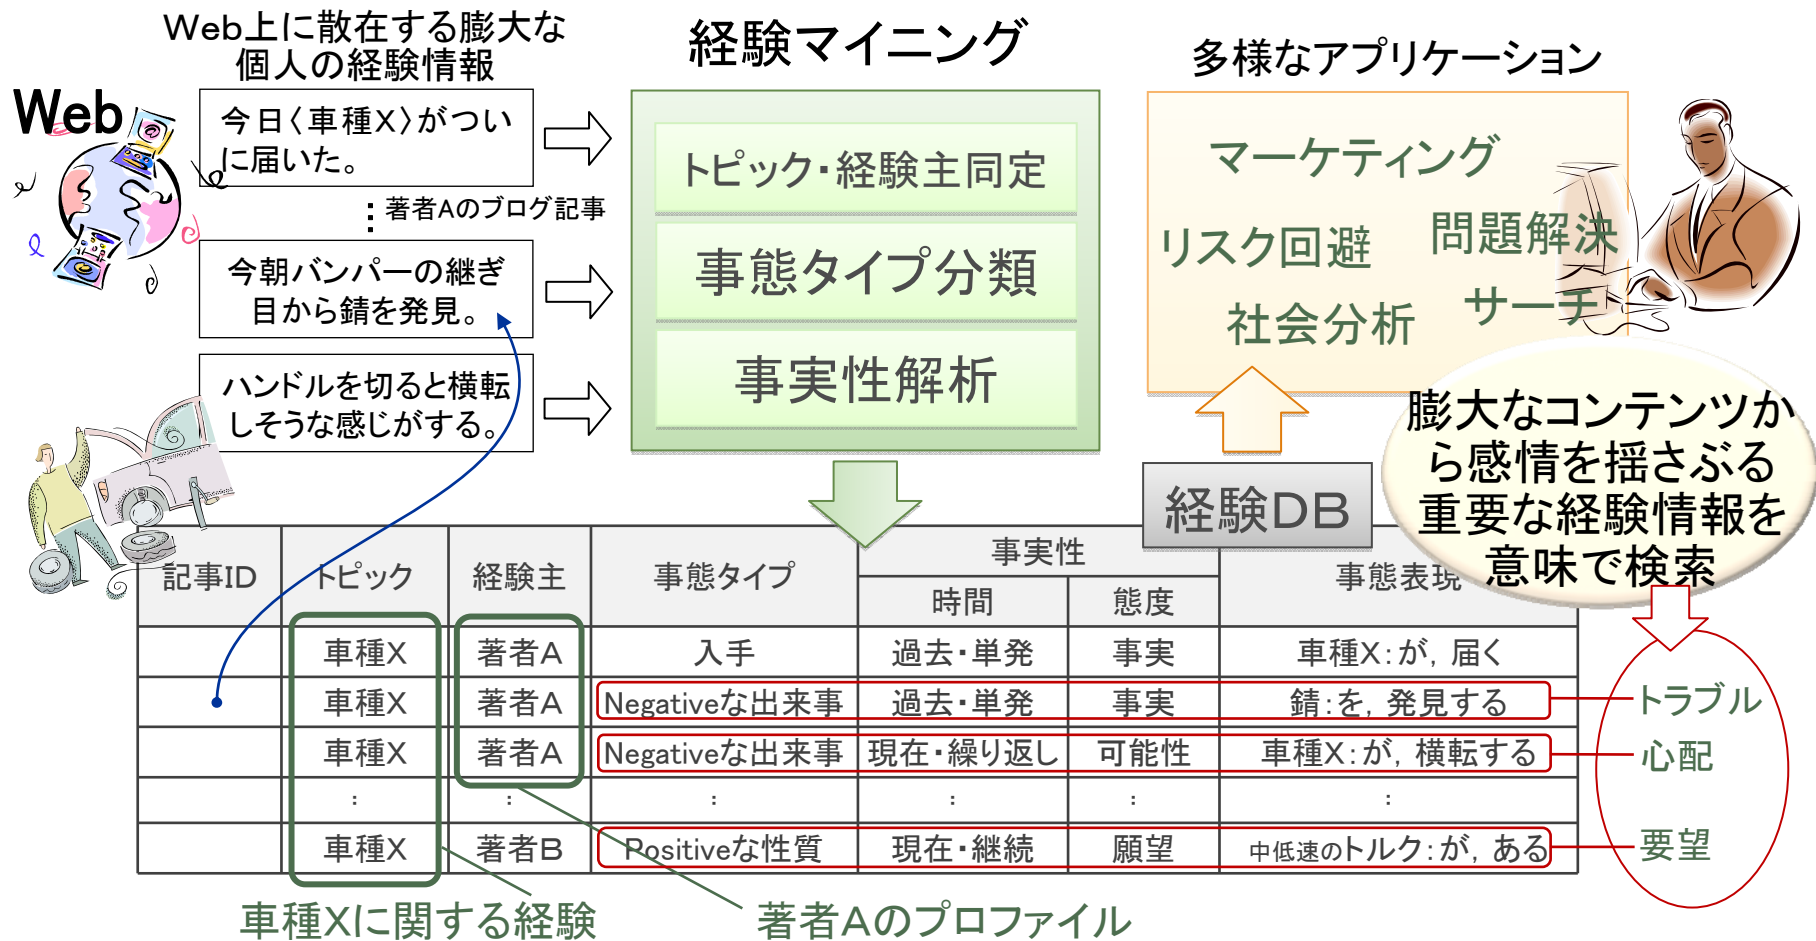 Web上に散在する膨大な
個人の経験情報
経験マイニング
多様なアプリケーション
Web
今日〈車種X〉がつい
に届いた。
：著者Aのブログ記事
今朝バンパーの継ぎ
目から錆を発見。
ハンドルを切ると横転
しそうな感じがする。
トピック・経験主同定
事態タイプ分類
事実性解析
マーケティング
リスク回避
問題解決
社会分析
サーチ
経験DB
膨大なコンテンツか
ら感情を揺さぶる
重要な経験情報を
意味で検索
記事ID トピック 経験主 事態タイプ 事実性 事態表現
時間 態度
車種X 著者A 入手 過去・単発 事実 車種X：が，届く
車種X 著者A Negativeな出来事 過去・単発 事実 錆：を，発見する トラブル
車種X 著者A Negativeな出来事 現在・繰り返し 可能性 車種X：が，横転する 心配
： ： ： ： ： ：
車種X 著者B Positiveな性質 現在・継続 願望 中低速のトルク：が，ある 要望
車種Xに関する経験
著者Aのプロファイル